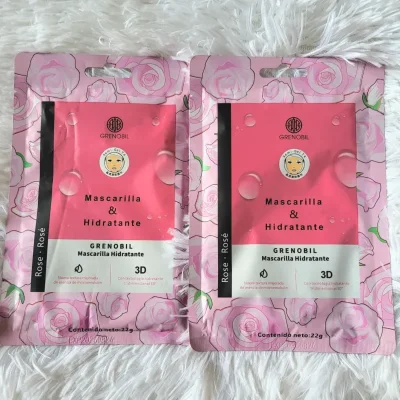 GRENOBIL
Mascarilla
&
Hidratante
GRENOBIL
Mascarilla Hidratante
3D
Rose · Rosé
Contenido neto: 22g
GRENOBIL
Mascarilla
&
Hidratante
GRENOBIL
Mascarilla Hidratante
3D
Rose · Rosé
Contenido neto: 22g